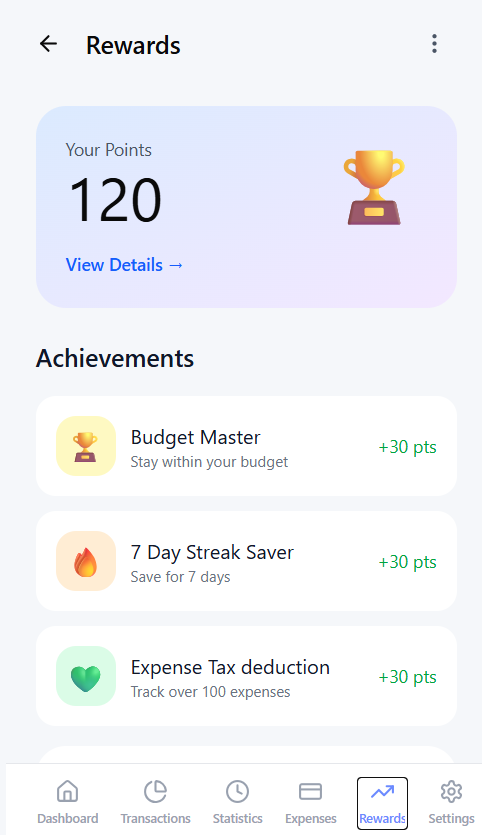 Rewards
Your Points
120
View Details →
Achievements
Budget Master
Stay within your budget
+30 pts
7 Day Streak Saver
Save for 7 days
+30 pts
Expense Tax deduction
Track over 100 expenses
+30 pts
Dashboard Transactions Statistics Expenses Rewards Settings